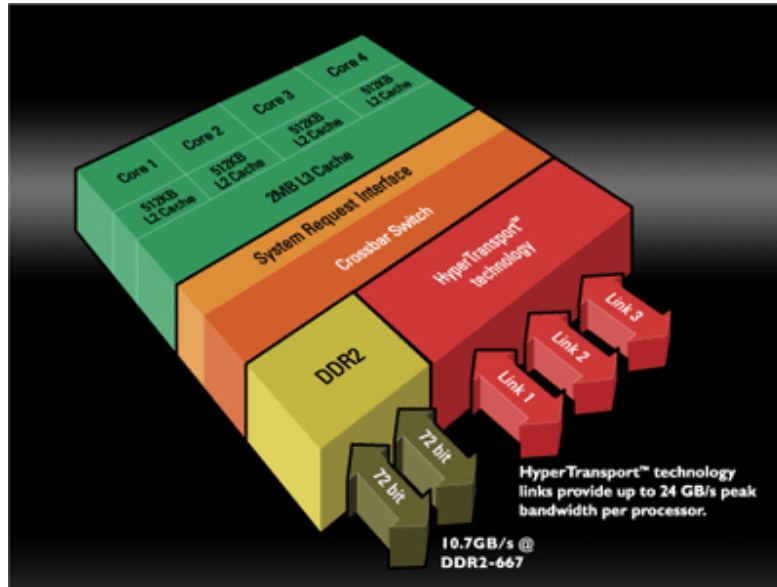 Core 1
Core 2
Core 3
Core 4
512KB
L2 Cache
512KB
L2 Cache
512KB
L2 Cache
512KB
L2 Cache
2MB L3 Cache
System Request Interface
Crossbar Switch
HyperTransport™
technology
DDR2
Link 1
Link 2
Link 3
72 bit
72 bit
HyperTransport™ technology
links provide up to 24 GB/s peak
bandwidth per processor.
10.7GB/s @
DDR2-667